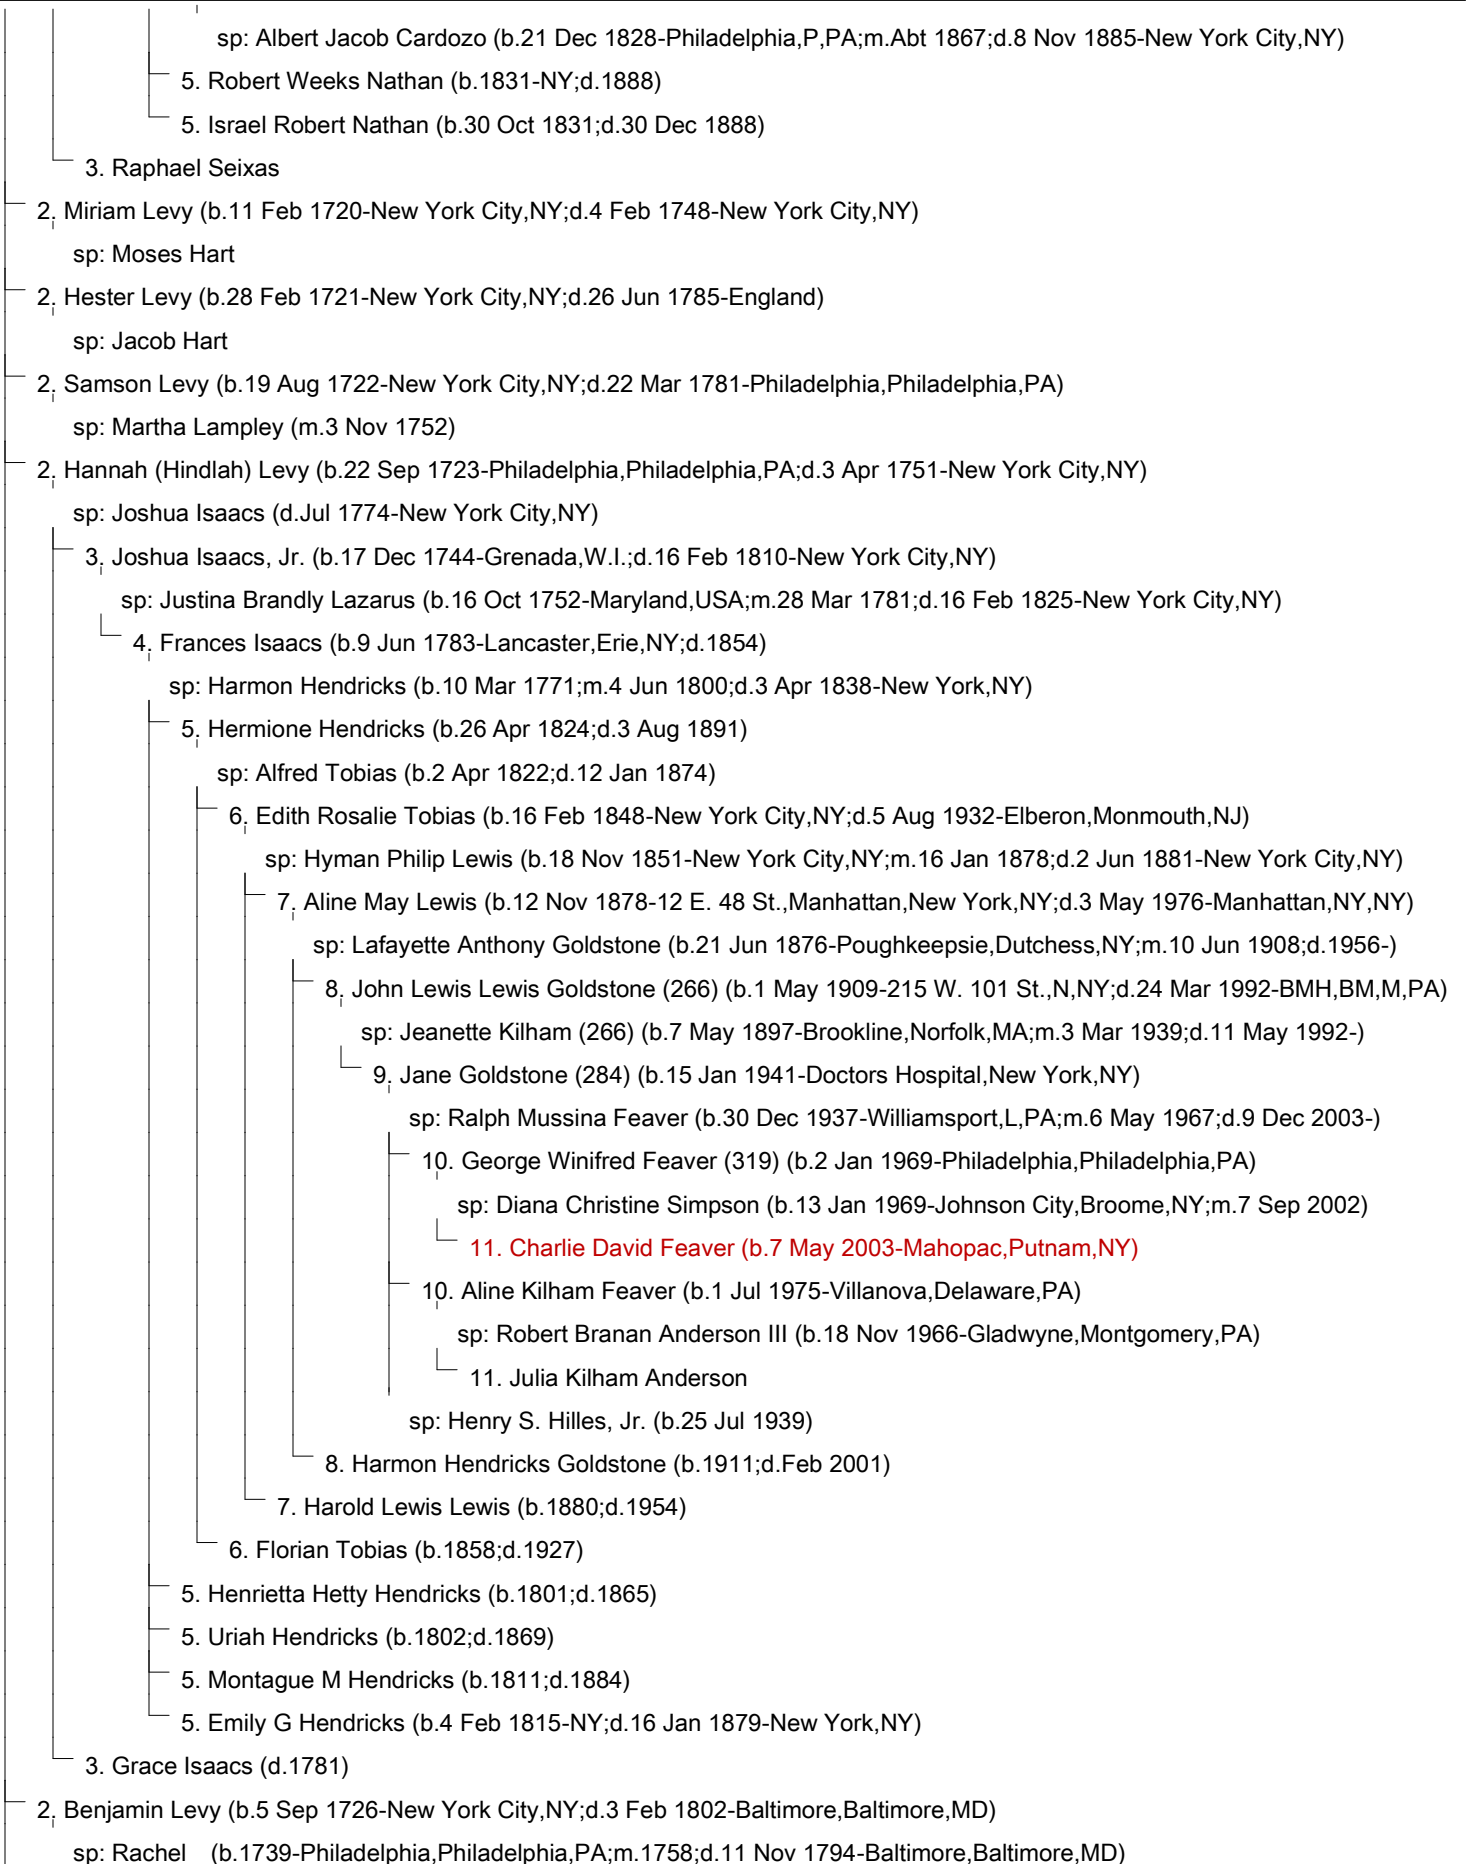 sp: Albert Jacob Cardozo (b.21 Dec 1828-Philadelphia,P,PA;m.Abt 1867;d.8 Nov 1885-New York City,NY)
5. Robert Weeks Nathan (b.1831-NY;d.1888)
5. Israel Robert Nathan (b.30 Oct 1831;d.30 Dec 1888)
3. Raphael Seixas
2. Miriam Levy (b.11 Feb 1720-New York City,NY;d.4 Feb 1748-New York City,NY)
sp: Moses Hart
2. Hester Levy (b.28 Feb 1721-New York City,NY;d.26 Jun 1785-England)
sp: Jacob Hart
2. Samson Levy (b.19 Aug 1722-New York City,NY;d.22 Mar 1781-Philadelphia,Philadelphia,PA)
sp: Martha Lampley (m.3 Nov 1752)
2. Hannah (Hindlah) Levy (b.22 Sep 1723-Philadelphia,Philadelphia,PA;d.3 Apr 1751-New York City,NY)
sp: Joshua Isaacs (d.Jul 1774-New York City,NY)
3. Joshua Isaacs, Jr. (b.17 Dec 1744-Grenada,W.I.;d.16 Feb 1810-New York City,NY)
sp: Justina Brandly Lazarus (b.16 Oct 1752-Maryland,USA;m.28 Mar 1781;d.16 Feb 1825-New York City,NY)
4. Frances Isaacs (b.9 Jun 1783-Lancaster,Erie,NY;d.1854)
sp: Harmon Hendricks (b.10 Mar 1771;m.4 Jun 1800;d.3 Apr 1838-New York,NY)
5. Hermione Hendricks (b.26 Apr 1824;d.3 Aug 1891)
sp: Alfred Tobias (b.2 Apr 1822;d.12 Jan 1874)
6. Edith Rosalie Tobias (b.16 Feb 1848-New York City,NY;d.5 Aug 1932-Elberon,Monmouth,NJ)
sp: Hyman Philip Lewis (b.18 Nov 1851-New York City,NY;m.16 Jan 1878;d.2 Jun 1881-New York City,NY)
7. Aline May Lewis (b.12 Nov 1878-12 E. 48 St.,Manhattan,New York,NY;d.3 May 1976-Manhattan,NY,NY)
sp: Lafayette Anthony Goldstone (b.21 Jun 1876-Poughkeepsie,Dutchess,NY;m.10 Jun 1908;d.1956-)
8. John Lewis Lewis Goldstone (266) (b.1 May 1909-215 W. 101 St.,N,NY;d.24 Mar 1992-BMH,BM,M,PA)
sp: Jeanette Kilham (266) (b.7 May 1897-Brookline,Norfolk,MA;m.3 Mar 1939;d.11 May 1992-)
9. Jane Goldstone (284) (b.15 Jan 1941-Doctors Hospital,New York,NY)
sp: Ralph Mussina Feaver (b.30 Dec 1937-Williamsport,L,PA;m.6 May 1967;d.9 Dec 2003-)
10. George Winifred Feaver (319) (b.2 Jan 1969-Philadelphia,Philadelphia,PA)
sp: Diana Christine Simpson (b.13 Jan 1969-Johnson City,Broome,NY;m.7 Sep 2002)
11. Charlie David Feaver (b.7 May 2003-Mahopac,Putnam,NY)
10. Aline Kilham Feaver (b.1 Jul 1975-Villanova,Delaware,PA)
sp: Robert Branan Anderson III (b.18 Nov 1966-Gladwyne,Montgomery,PA)
11. Julia Kilham Anderson
sp: Henry S. Hilles, Jr. (b.25 Jul 1939)
8. Harmon Hendricks Goldstone (b.1911;d.Feb 2001)
7. Harold Lewis Lewis (b.1880;d.1954)
6. Florian Tobias (b.1858;d.1927)
5. Henrietta Hetty Hendricks (b.1801;d.1865)
5. Uriah Hendricks (b.1802;d.1869)
5. Montague M Hendricks (b.1811;d.1884)
5. Emily G Hendricks (b.4 Feb 1815-NY;d.16 Jan 1879-New York,NY)
3. Grace Isaacs (d.1781)
2. Benjamin Levy (b.5 Sep 1726-New York City,NY;d.3 Feb 1802-Baltimore,Baltimore,MD)
sp: Rachel (b.1739-Philadelphia,Philadelphia,PA;m.1758;d.11 Nov 1794-Baltimore,Baltimore,MD)